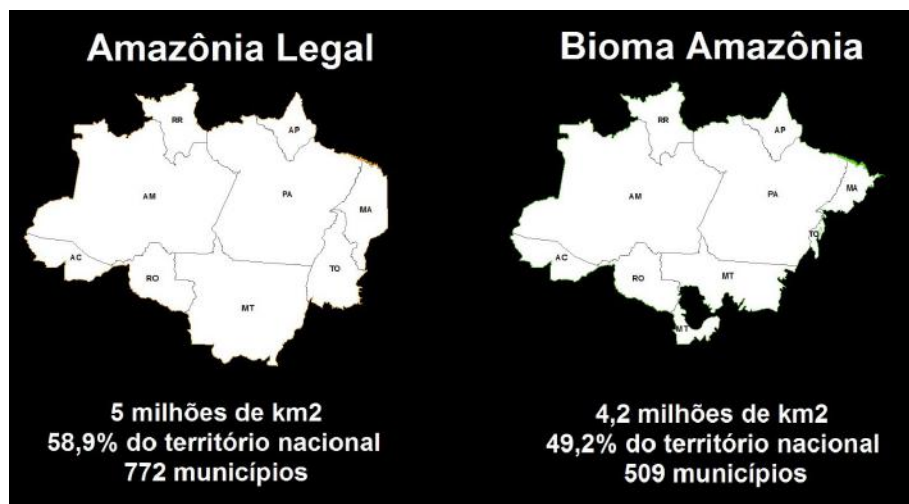 Amazônia Legal
RR
AP
AM
PA
MA
AC
RO
TO
MT
5 milhões de km2
58,9% do território nacional
772 municípios
Bioma Amazônia
RR
AP
AM
PA
MA
TO
AC
RO
MT
MT
4,2 milhões de km2
49,2% do território nacional
509 municípios